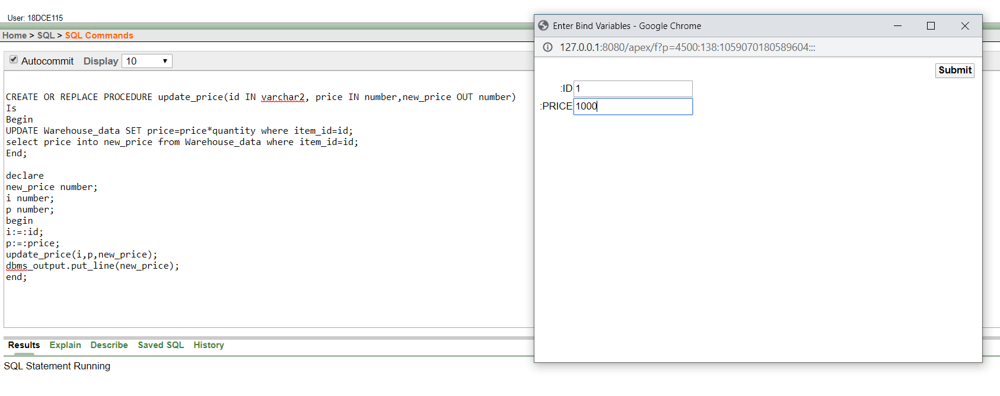 User: 18DCE115
Home > SQL > SQL Commands
Autocommit Display 10
CREATE OR REPLACE PROCEDURE update_price(id IN varchar2, price IN number,new_price OUT number)
Is
Begin
UPDATE Warehouse_data SET price=price*quantity where item_id=id;
select price into new_price from Warehouse_data where item_id=id;
End;
declare
new_price number;
i number;
p number;
begin
i:=:id;
p:=:price;
update_price(i,p,new_price);
dbms_output.put_line(new_price);
end;
Results Explain Describe Saved SQL History
SQL Statement Running
Enter Bind Variables - Google Chrome
127.0.0.1:8080/apex/f?p=4500:138:1059070180589604:::
Submit
:ID 1
:PRICE 1000